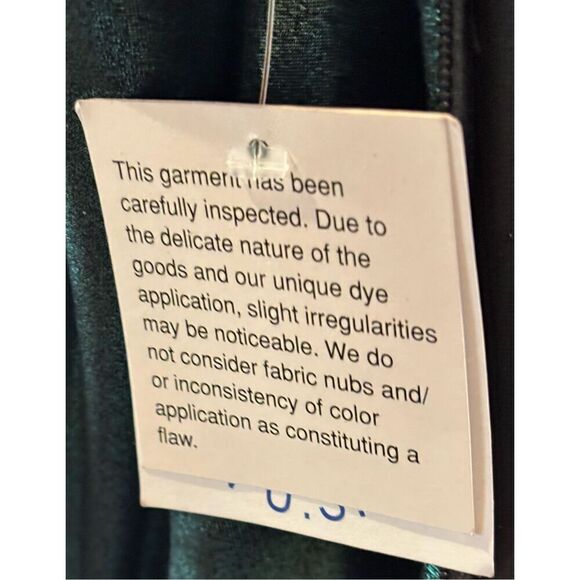 This garment has been
carefully inspected. Due to
the delicate nature of the
goods and our unique dye
application, slight irregularities
may be noticeable. We do
not consider fabric nubs and/
or inconsistency of color
application as constituting a
flaw.